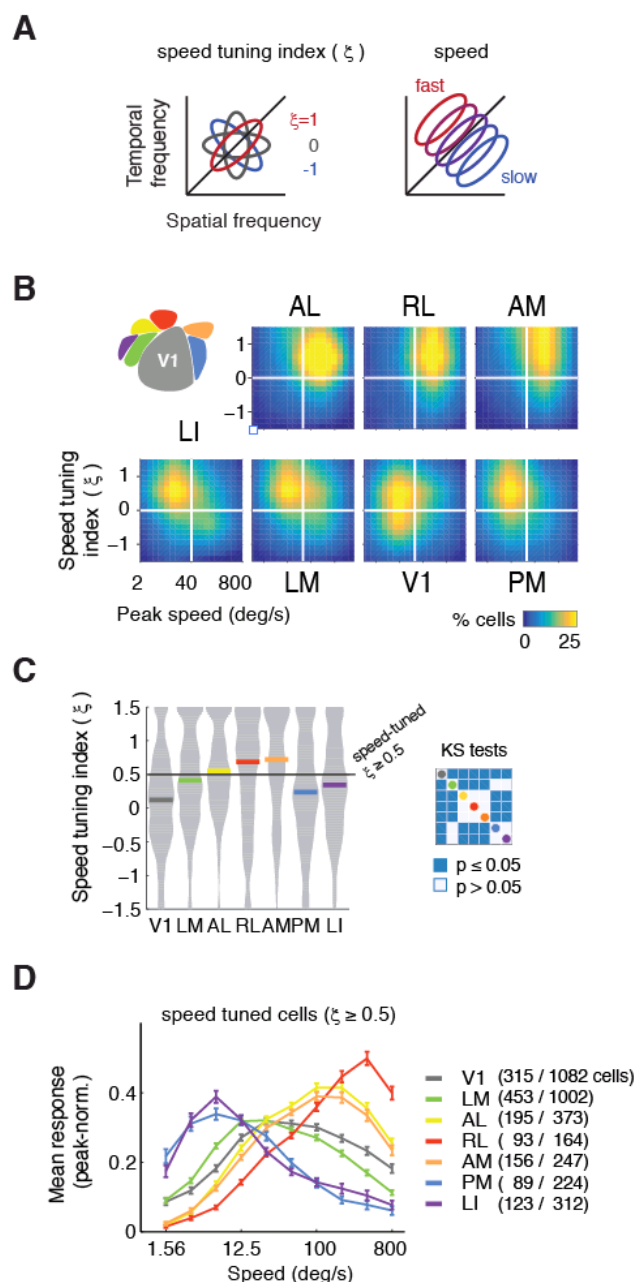 A
speed tuning index ( ξ )
speed
Temporal
frequency
ξ=1
0
-1
fast
slow
Spatial frequency
B
AL
RL
AM
V1
1
0
−1
LI
Speed tuning
index ( ξ )
1
0
−1
2
40
800
LM
V1
PM
Peak speed (deg/s)
% cells
0
25
C
Speed tuning index ( ξ )
1.5
1
0.5
0
−0.5
−1
−1.5
speed-tuned
ξ ≥ 0.5
V1 LM AL RL AM PM LI
KS tests
p ≤ 0.05
p > 0.05
D
speed tuned cells (ξ ≥ 0.5)
Mean response
(peak-norm.)
0.4
0.2
0
1.56
12.5
100
800
Speed (deg/s)
V1 (315 / 1082 cells)
LM (453 / 1002)
AL (195 / 373)
RL ( 93 / 164)
AM (156 / 247)
PM ( 89 / 224)
LI (123 / 312)